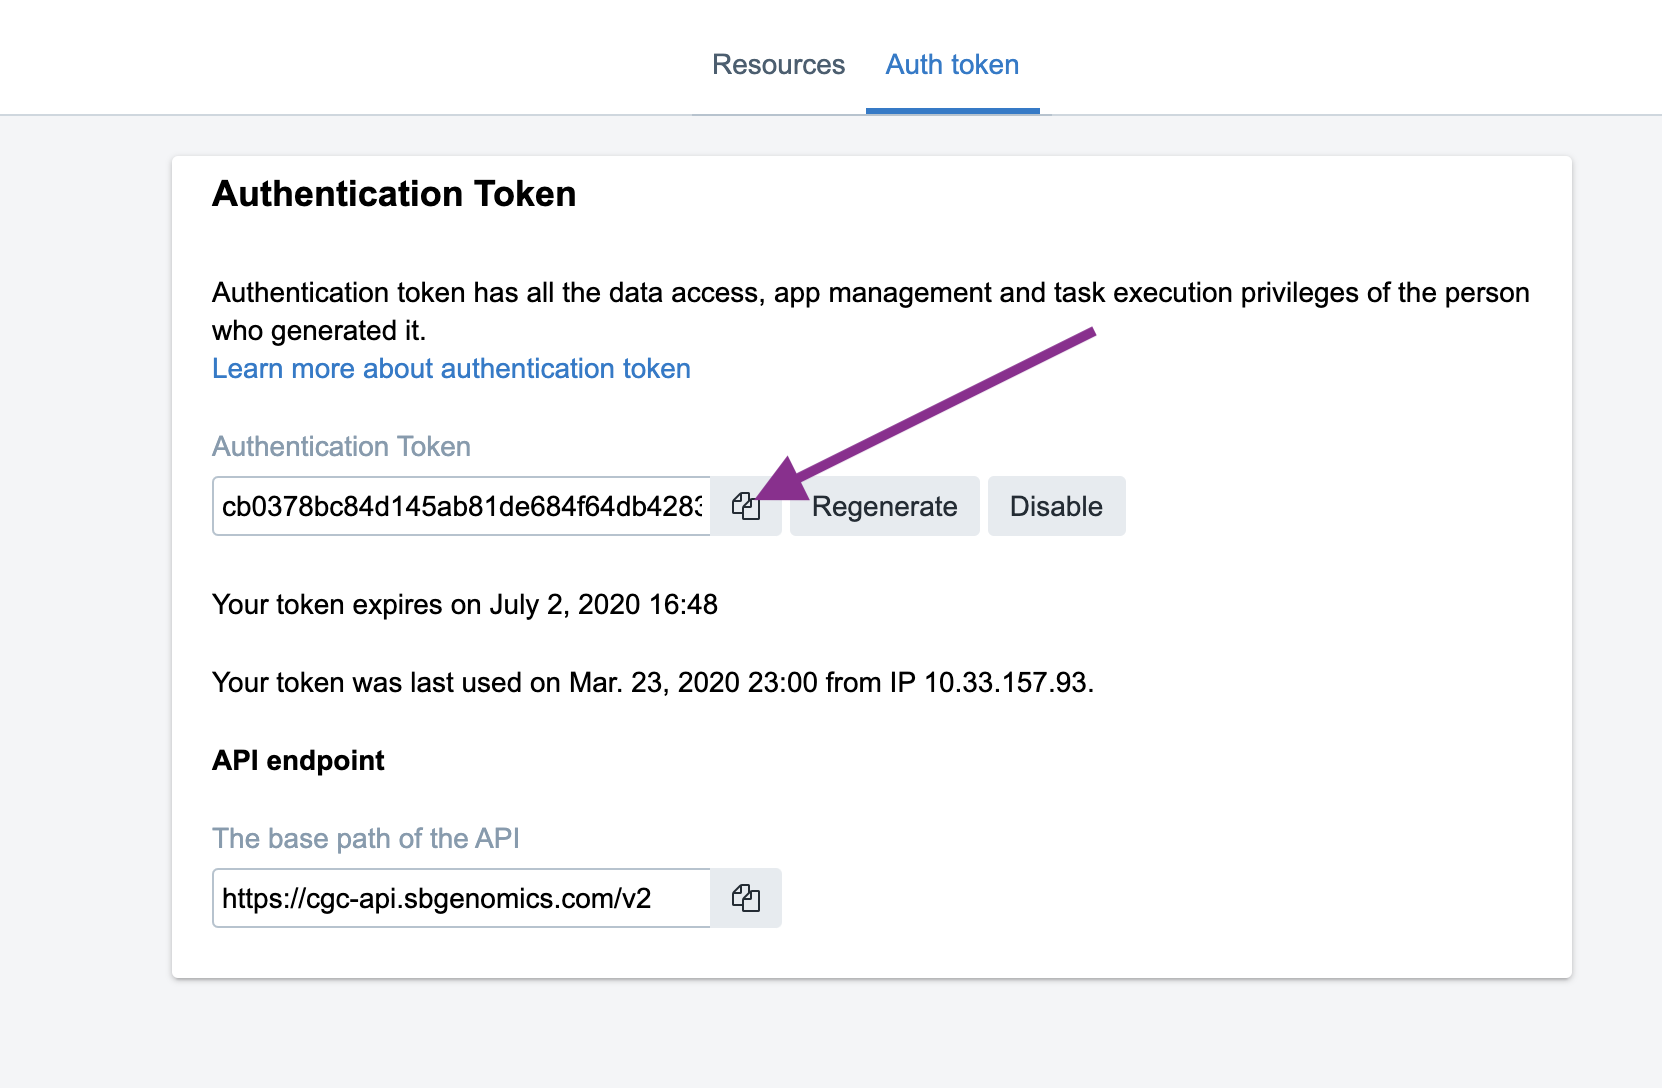 Resources Auth token
Authentication Token
Authentication token has all the data access, app management and task execution privileges of the person
who generated it.
Learn more about authentication token
Authentication Token
cb0378bc84d145ab81de684f64db4283 Regenerate Disable
Your token expires on July 2, 2020 16:48
Your token was last used on Mar. 23, 2020 23:00 from IP 10.33.157.93.
API endpoint
The base path of the API
https://cgc-api.sbgenomics.com/v2